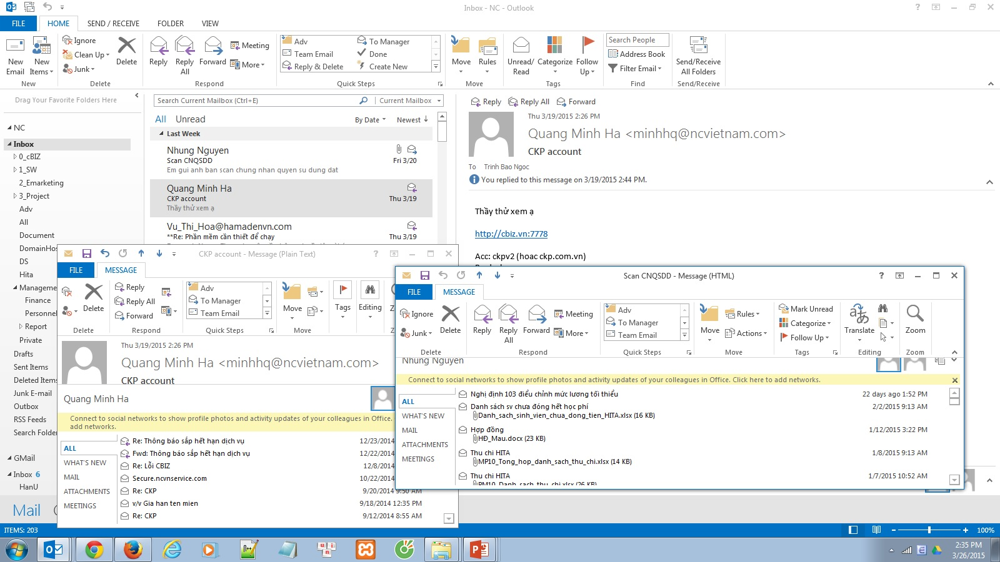 Inbox - NC - Outlook
FILE
HOME
SEND / RECEIVE
FOLDER
VIEW
New Email
New Items
New
Ignore
Clean Up
Junk
Delete
Delete
Reply
Reply All
Forward
Meeting
More
Respond
Adv
Team Email
Reply & Delete
To Manager
Done
Create New
Quick Steps
Move
Rules
Move
Unread/ Read
Categorize
Follow Up
Tags
Search People
Address Book
Filter Email
Find
Send/Receive All Folders
Send/Receive
Drag Your Favorite Folders Here
NC
Inbox
0_cBIZ
1_SW
2_Emarketing
3_Project
Adv
All
Document
DS
Hita
Finance
Personnel
Report
Private
Drafts
Sent Items
Deleted Items
Junk E-mail
Outbox
RSS Feeds
Search Folder
GMail
Inbox 6
HanU
Mail
ITEMS: 203
Search Current Mailbox (Ctrl+E)
Current Mailbox
All
Unread
By Date
Newest
Last Week
Nhung Nguyen
Scan CNQSDD
Fri 3/20
Em gui anh ban scan chung nhan quyen su dung dat
Quang Minh Ha
CKP account
Thu 3/19
Thầy thử xem ạ
Vu_Thi_Hoa@hamadenvn.com
**Re: Phần mềm cần thiết để chạy
Thu 3/19
Reply
Reply All
Forward
Thu 3/19/2015 2:26 PM
Quang Minh Ha <minhhq@ncvietnam.com>
CKP account
To Trinh Bao Ngoc
You replied to this message on 3/19/2015 2:44 PM.
Thầy thử xem ạ
http://cbiz.vn:7778
Acc: ckpv2 (hoac ckp.com.vn)
CKP account - Message (Plain Text)
FILE
MESSAGE
Delete
Delete
Reply
Reply All
Forward
Respond
Adv
To Manager
Team Email
Quick Steps
Move
Move
Tags
Editing
Thu 3/19/2015 2:26 PM
Quang Minh Ha <minhhq@ncvietnam.com>
CKP account
Quang Minh Ha
Connect to social networks to show profile photos and activity updates of your colleagues in Office.
add networks.
ALL
WHAT'S NEW
MAIL
ATTACHMENTS
MEETINGS
Re: Thông báo sắp hết hạn dịch vụ 12/23/2014
Fwd: Thông báo sắp hết hạn dịch vụ 12/22/2014
Re: Lỗi CBIZ 12/8/2014
Secure.ncvnservice.com 10/22/2014
Re: CKP 9/20/2014 9:50 AM
v/v Gia han ten mien 9/18/2014 12:35 PM
Re: CKP 9/12/2014 8:55 AM
Scan CNQSDD - Message (HTML)
FILE
MESSAGE
Ignore
Junk
Delete
Delete
Reply
Reply All
Forward
Meeting
More
Respond
Adv
To Manager
Team Email
Quick Steps
Move
Rules
Actions
Move
Mark Unread
Categorize
Follow Up
Tags
Translate
Editing
Zoom
Zoom
Nhung Nguyen
Connect to social networks to show profile photos and activity updates of your colleagues in Office. Click here to add networks.
ALL
WHAT'S NEW
MAIL
ATTACHMENTS
MEETINGS
Nghị định 103 điều chỉnh mức lương tối thiểu 22 days ago 1:52 PM
Danh sách sv chưa đóng hết học phí 2/2/2015 9:13 AM
Danh_sach_sinh_vien_chua_dong_tien_HITA.xlsx (16 KB)
Hợp đồng 1/12/2015 3:22 PM
HĐ_Mau.docx (23 KB)
Thu chi HITA 1/8/2015 9:13 AM
MP10_Tong_hop_danh_sach_thu_chi.xlsx (14 KB)
Thu chi HITA 1/7/2015 10:52 AM
PM10_Danh_sach_thu_chi.xlsx (26 KB)
100%
2:35 PM
3/26/2015